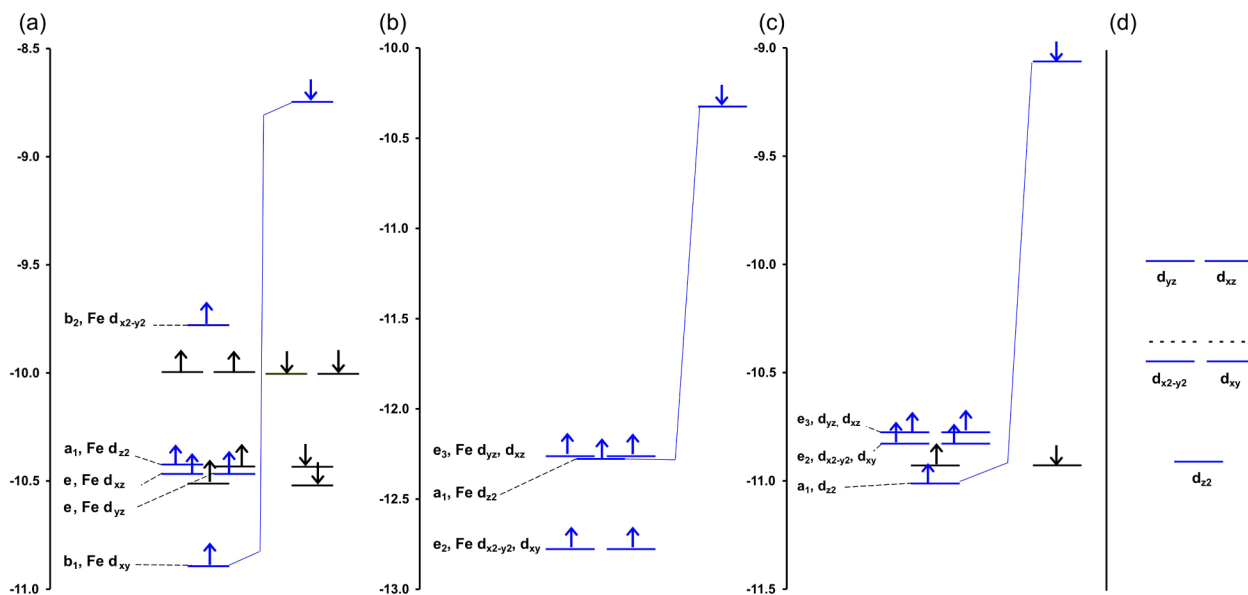 (a)
-8.5
-9.0
-9.5
-10.0
-10.5
-11.0
b2, Fe dx2-y2
a1, Fe dz2
e, Fe dxz
e, Fe dyz
b1, Fe dxy
(b)
-10.0
-10.5
-11.0
-11.5
-12.0
-12.5
-13.0
e3, Fe dyz, dxz
a1, Fe dz2
e2, Fe dx2-y2, dxy
(c)
-9.0
-9.5
-10.0
-10.5
-11.0
-11.5
e3, dyz, dxz
e2, dx2-y2, dxy
a1, dz2
(d)
dyz dxz
dx2-y2 dxy
dz2